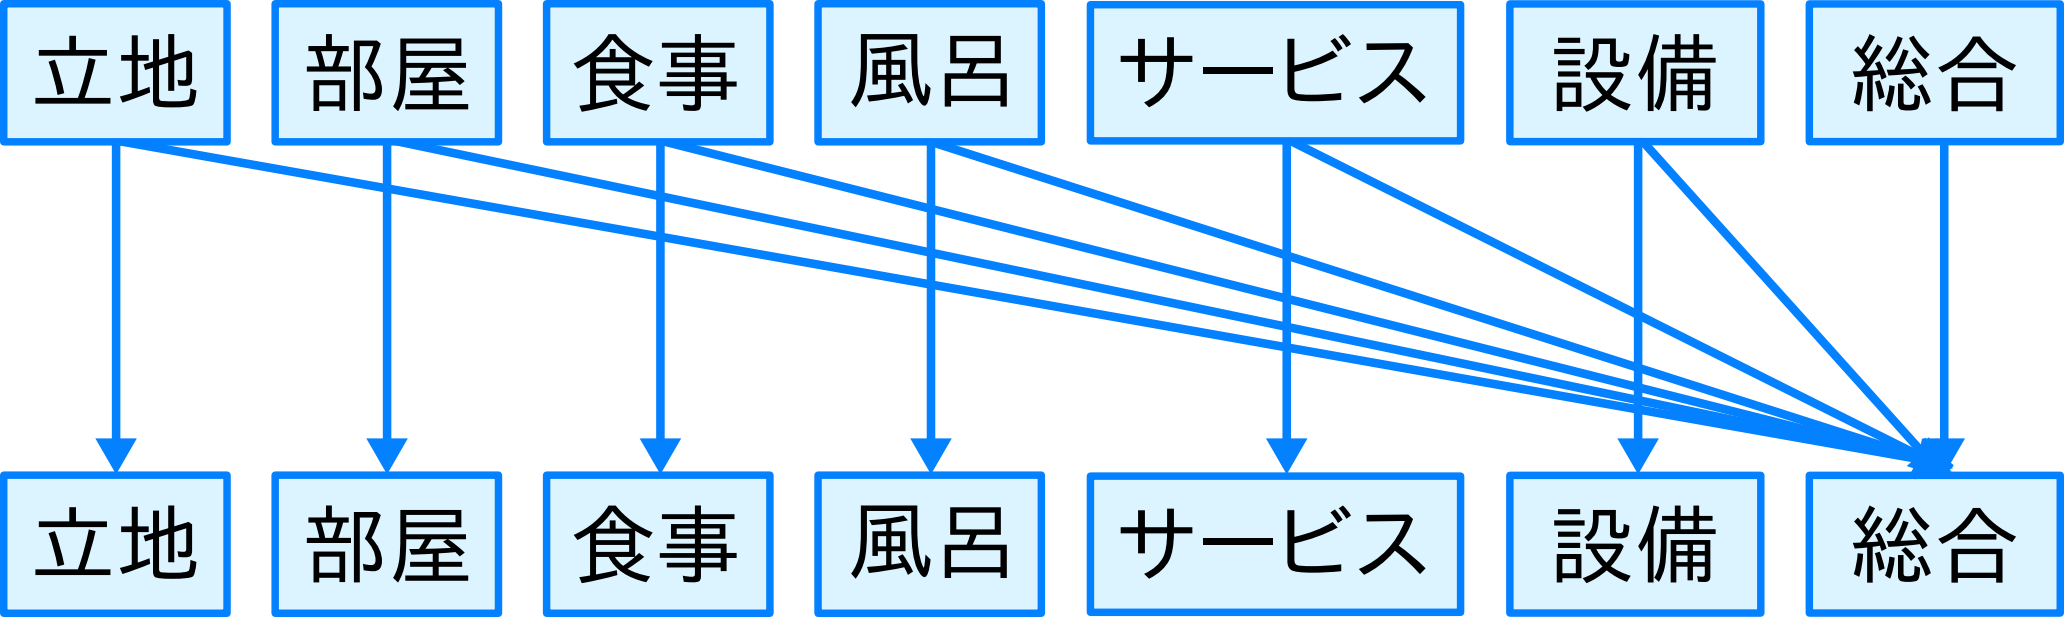 立地 部屋 食事 風呂 サービス 設備 総合
立地 部屋 食事 風呂 サービス 設備 総合